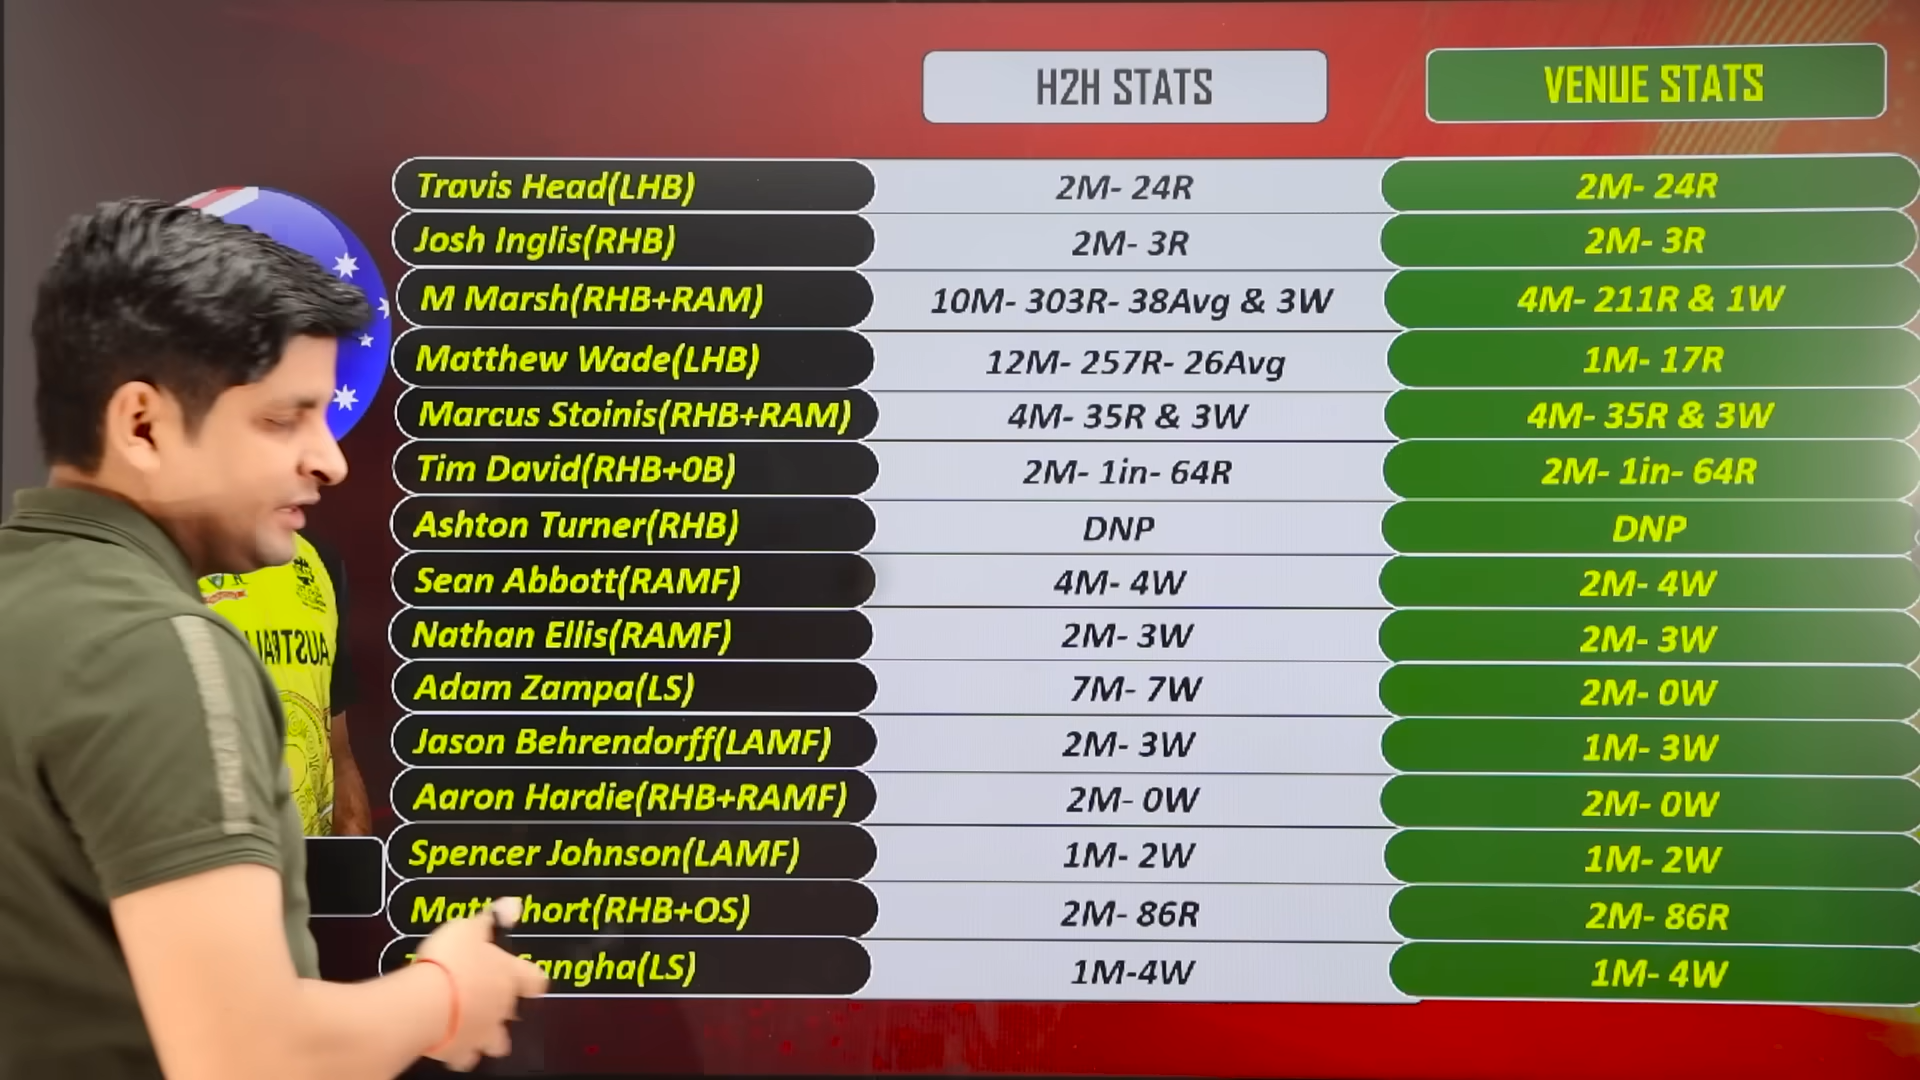 H2H STATS
VENUE STATS
Travis Head(LHB) 2M- 24R 2M- 24R
Josh Inglis(RHB) 2M- 3R 2M- 3R
M Marsh(RHB+RAM) 10M- 303R- 38Avg & 3W 4M- 211R & 1W
Matthew Wade(LHB) 12M- 257R- 26Avg 1M- 17R
Marcus Stoinis(RHB+RAM) 4M- 35R & 3W 4M- 35R & 3W
Tim David(RHB+0B) 2M- 1in- 64R 2M- 1in- 64R
Ashton Turner(RHB) DNP DNP
Sean Abbott(RAMF) 4M- 4W 2M- 4W
Nathan Ellis(RAMF) 2M- 3W 2M- 3W
Adam Zampa(LS) 7M- 7W 2M- 0W
Jason Behrendorff(LAMF) 2M- 3W 1M- 3W
Aaron Hardie(RHB+RAMF) 2M- 0W 2M- 0W
Spencer Johnson(LAMF) 1M- 2W 1M- 2W
Matt Short(RHB+OS) 2M- 86R 2M- 86R
Sangha(LS) 1M-4W 1M- 4W